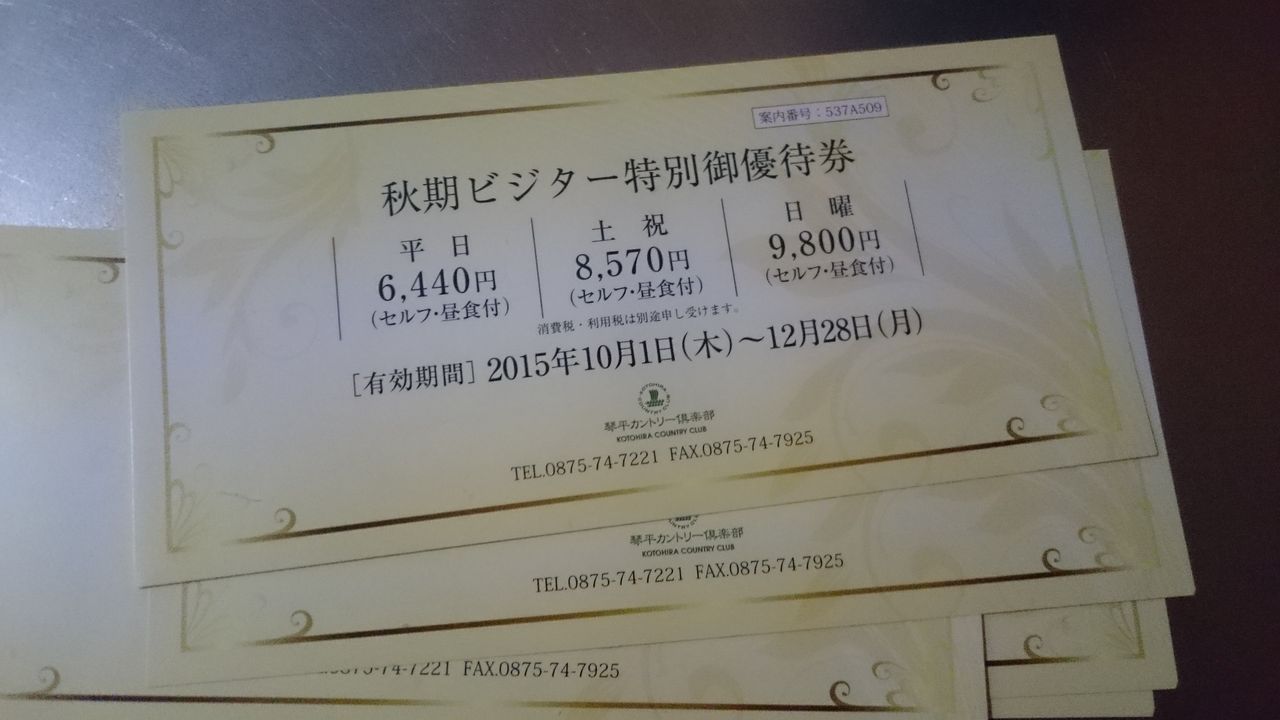 案内番号：537A509
秋期ビジター特別御優待券
平 日
6,440円
(セルフ・昼食付)
土 祝
8,570円
(セルフ・昼食付)
日 曜
9,800円
(セルフ・昼食付)
消費税・利用税は別途申し受けます。
［有効期間］2015年10月1日(木)～12月28日(月)
KOTOHIRA COUNTRY CLUB
琴平カントリー倶楽部
KOTOHIRA COUNTRY CLUB
TEL.0875-74-7221 FAX.0875-74-7925
琴平カントリー倶楽部
KOTOHIRA COUNTRY CLUB
TEL.0875-74-7221 FAX.0875-74-7925
74-7221 FAX.0875-74-7925